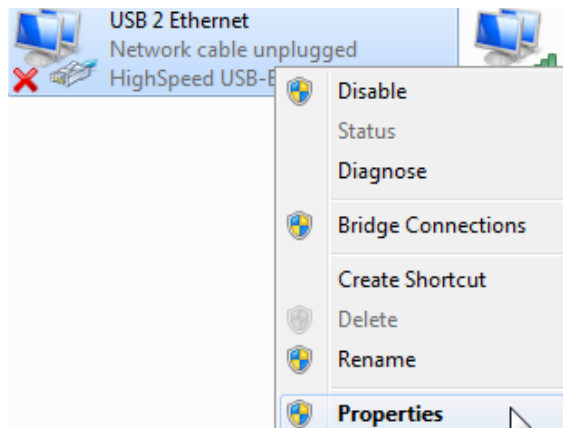 USB 2 Ethernet
Network cable unplugged
HighSpeed USB-E
Disable
Status
Diagnose
Bridge Connections
Create Shortcut
Delete
Rename
Properties